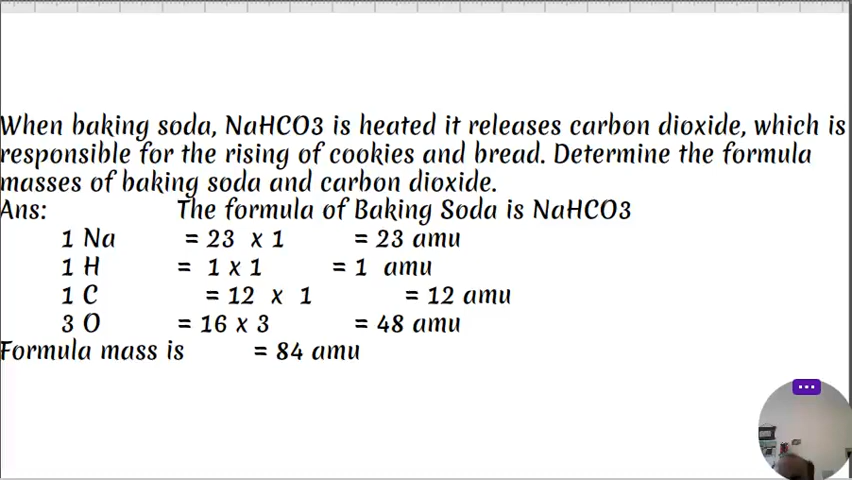 When baking soda, NaHCO3 is heated it releases carbon dioxide, which is
responsible for the rising of cookies and bread. Determine the formula
masses of baking soda and carbon dioxide.
Ans: The formula of Baking Soda is NaHCO3
1 Na = 23 x 1 = 23 amu
1 H = 1 x 1 = 1 amu
1 C = 12 x 1 = 12 amu
3 O = 16 x 3 = 48 amu
Formula mass is = 84 amu